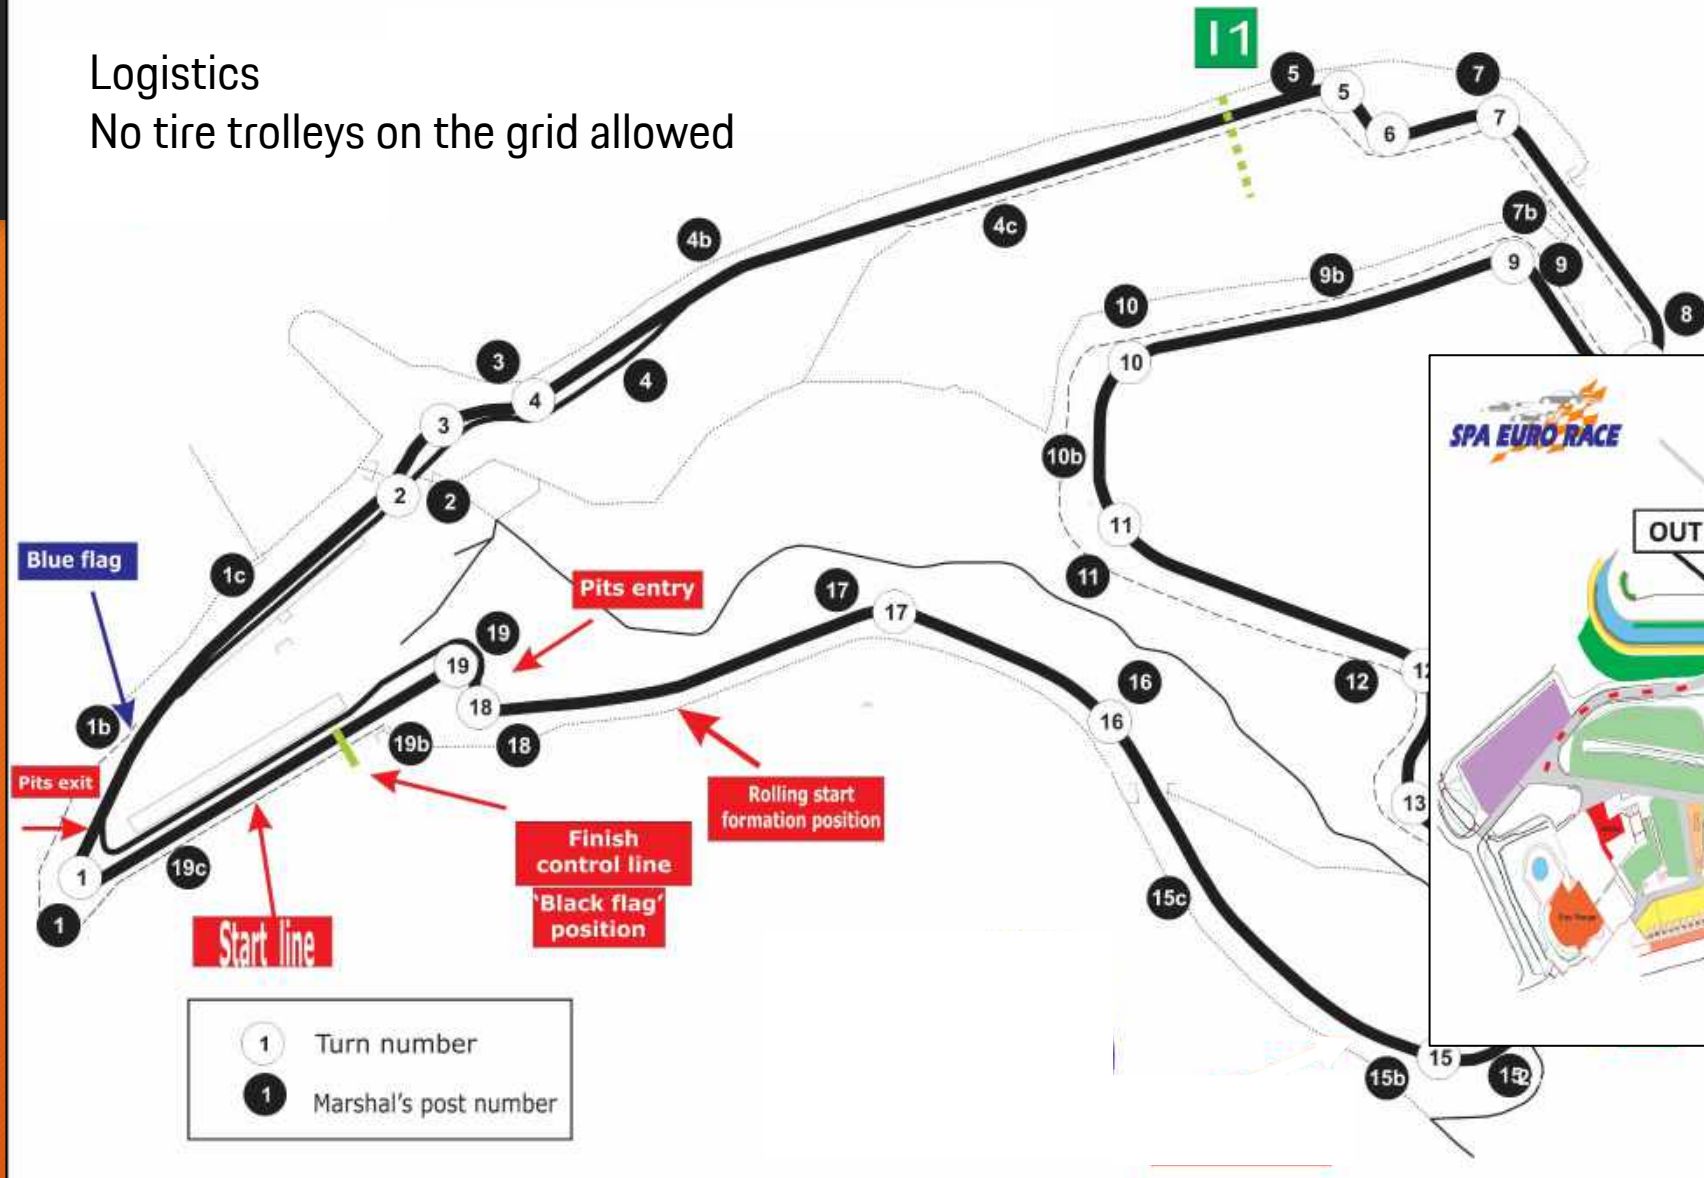 Logistics
No tire trolleys on the grid allowed
I1
5
5
7
7
6
4c
4b
7b
9
9
9b
8
10
10
3
4
4
3
10b
2
2
11
11
SPA EURO RACE
OUT
Blue flag
1c
Pits entry
17
17
19
19
12
12
16
16
18
18
1b
19b
Pits exit
Rolling start
formation position
13
Finish
control line
19c
1
1
'Black flag'
position
15c
Start line
1 Turn number
1 Marshal's post number
15
15b